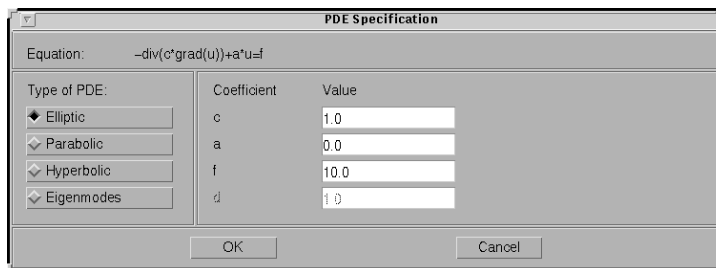 PDE Specification
Equation: -div(c*grad(u))+a*u=f
Type of PDE: Coefficient Value
Elliptic c 1.0
Parabolic a 0.0
Hyperbolic f 10.0
Eigenmodes d 1.0
OK Cancel